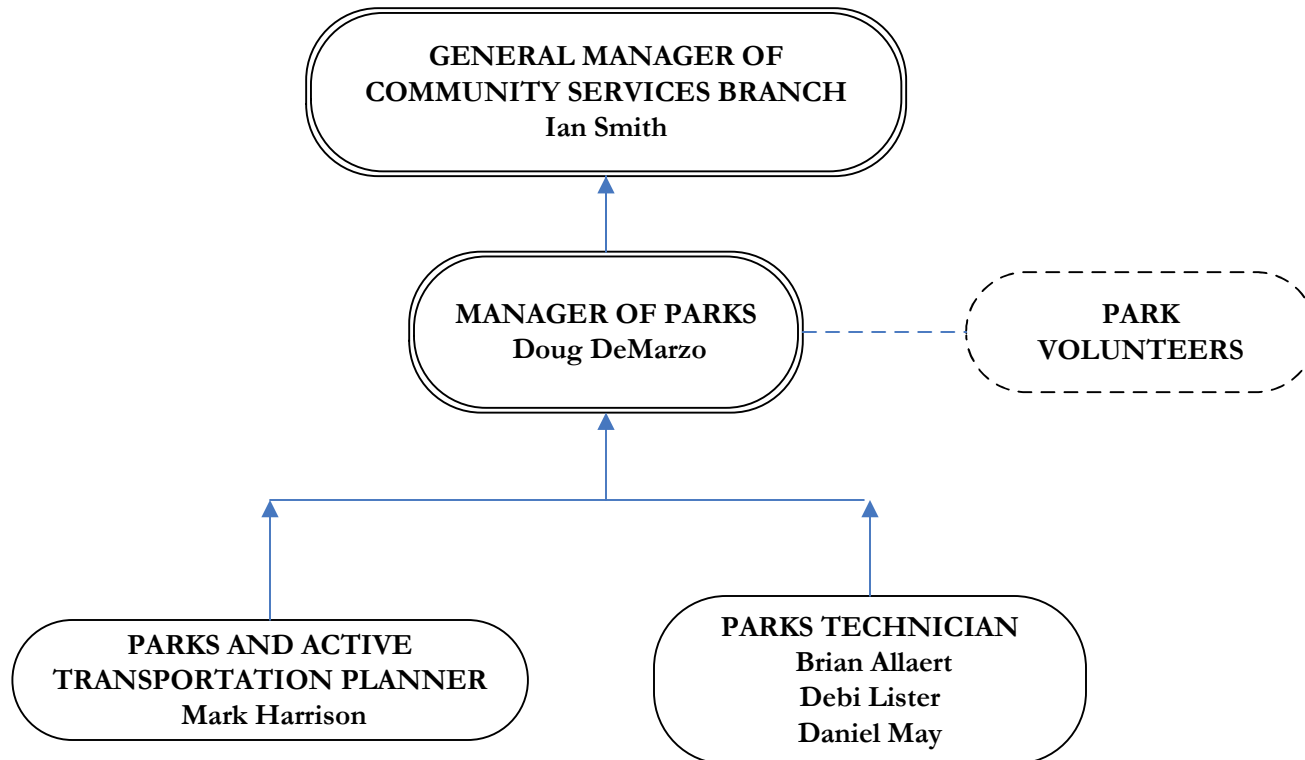 GENERAL MANAGER OF
COMMUNITY SERVICES BRANCH
Ian Smith
MANAGER OF PARKS
Doug DeMarzo
PARK
VOLUNTEERS
PARKS AND ACTIVE
TRANSPORTATION PLANNER
Mark Harrison
PARKS TECHNICIAN
Brian Allaert
Debi Lister
Daniel May